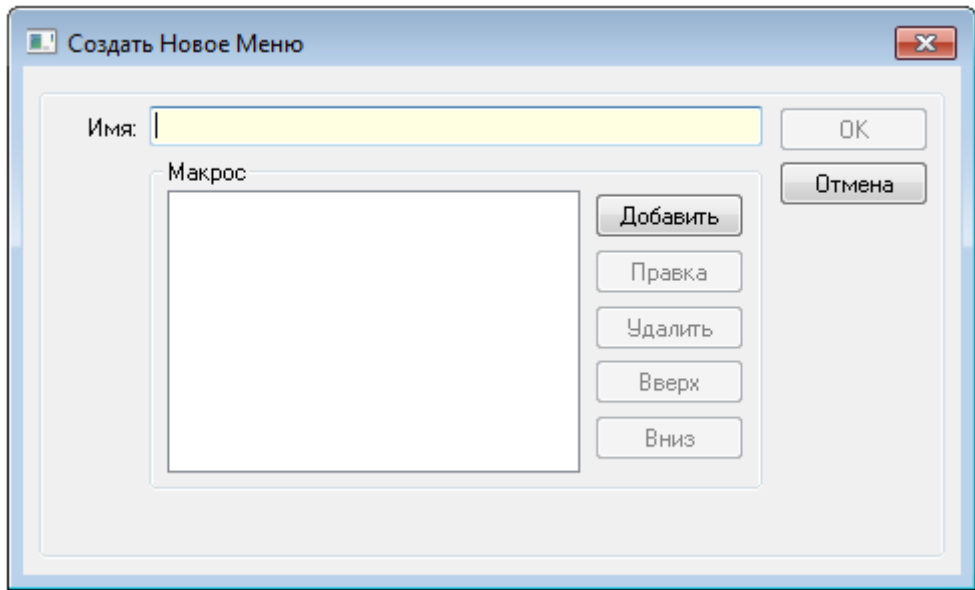 Создать Новое Меню
Имя:
OK
Макрос
Отмена
Добавить
Правка
Удалить
Вверх
Вниз